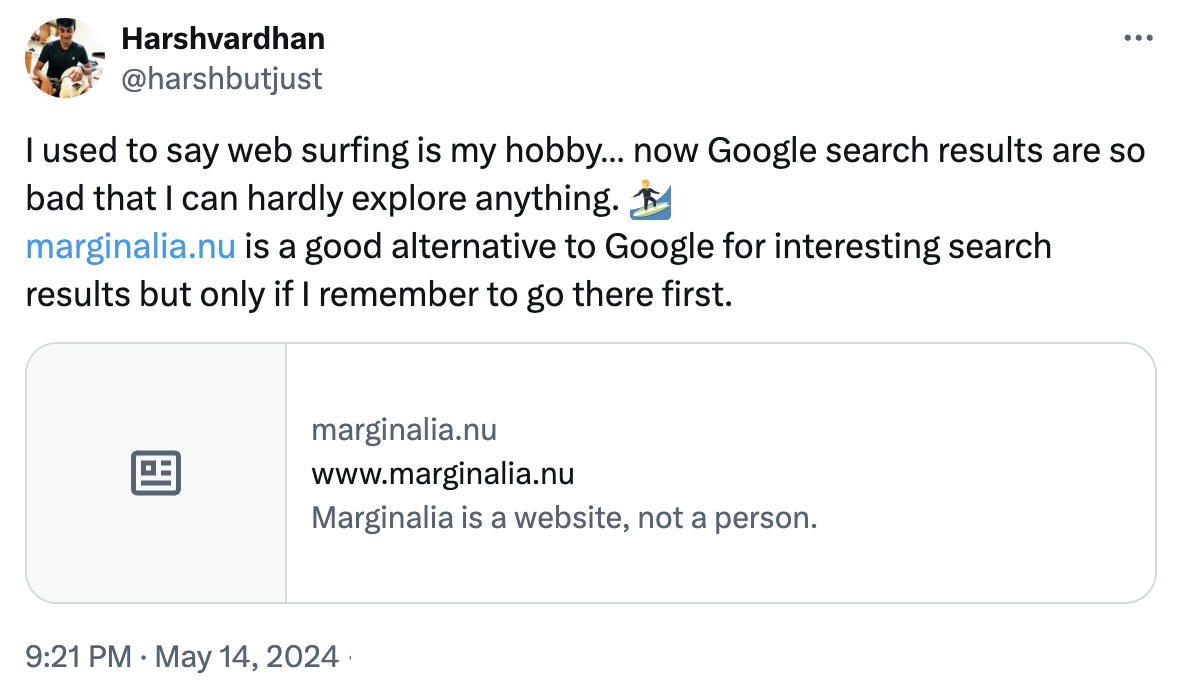 Harshvardhan
@harshbutjust
I used to say web surfing is my hobby... now Google search results are so
bad that I can hardly explore anything. 🏄
marginalia.nu is a good alternative to Google for interesting search
results but only if I remember to go there first.
marginalia.nu
www.marginalia.nu
Marginalia is a website, not a person.
9:21 PM · May 14, 2024 ·